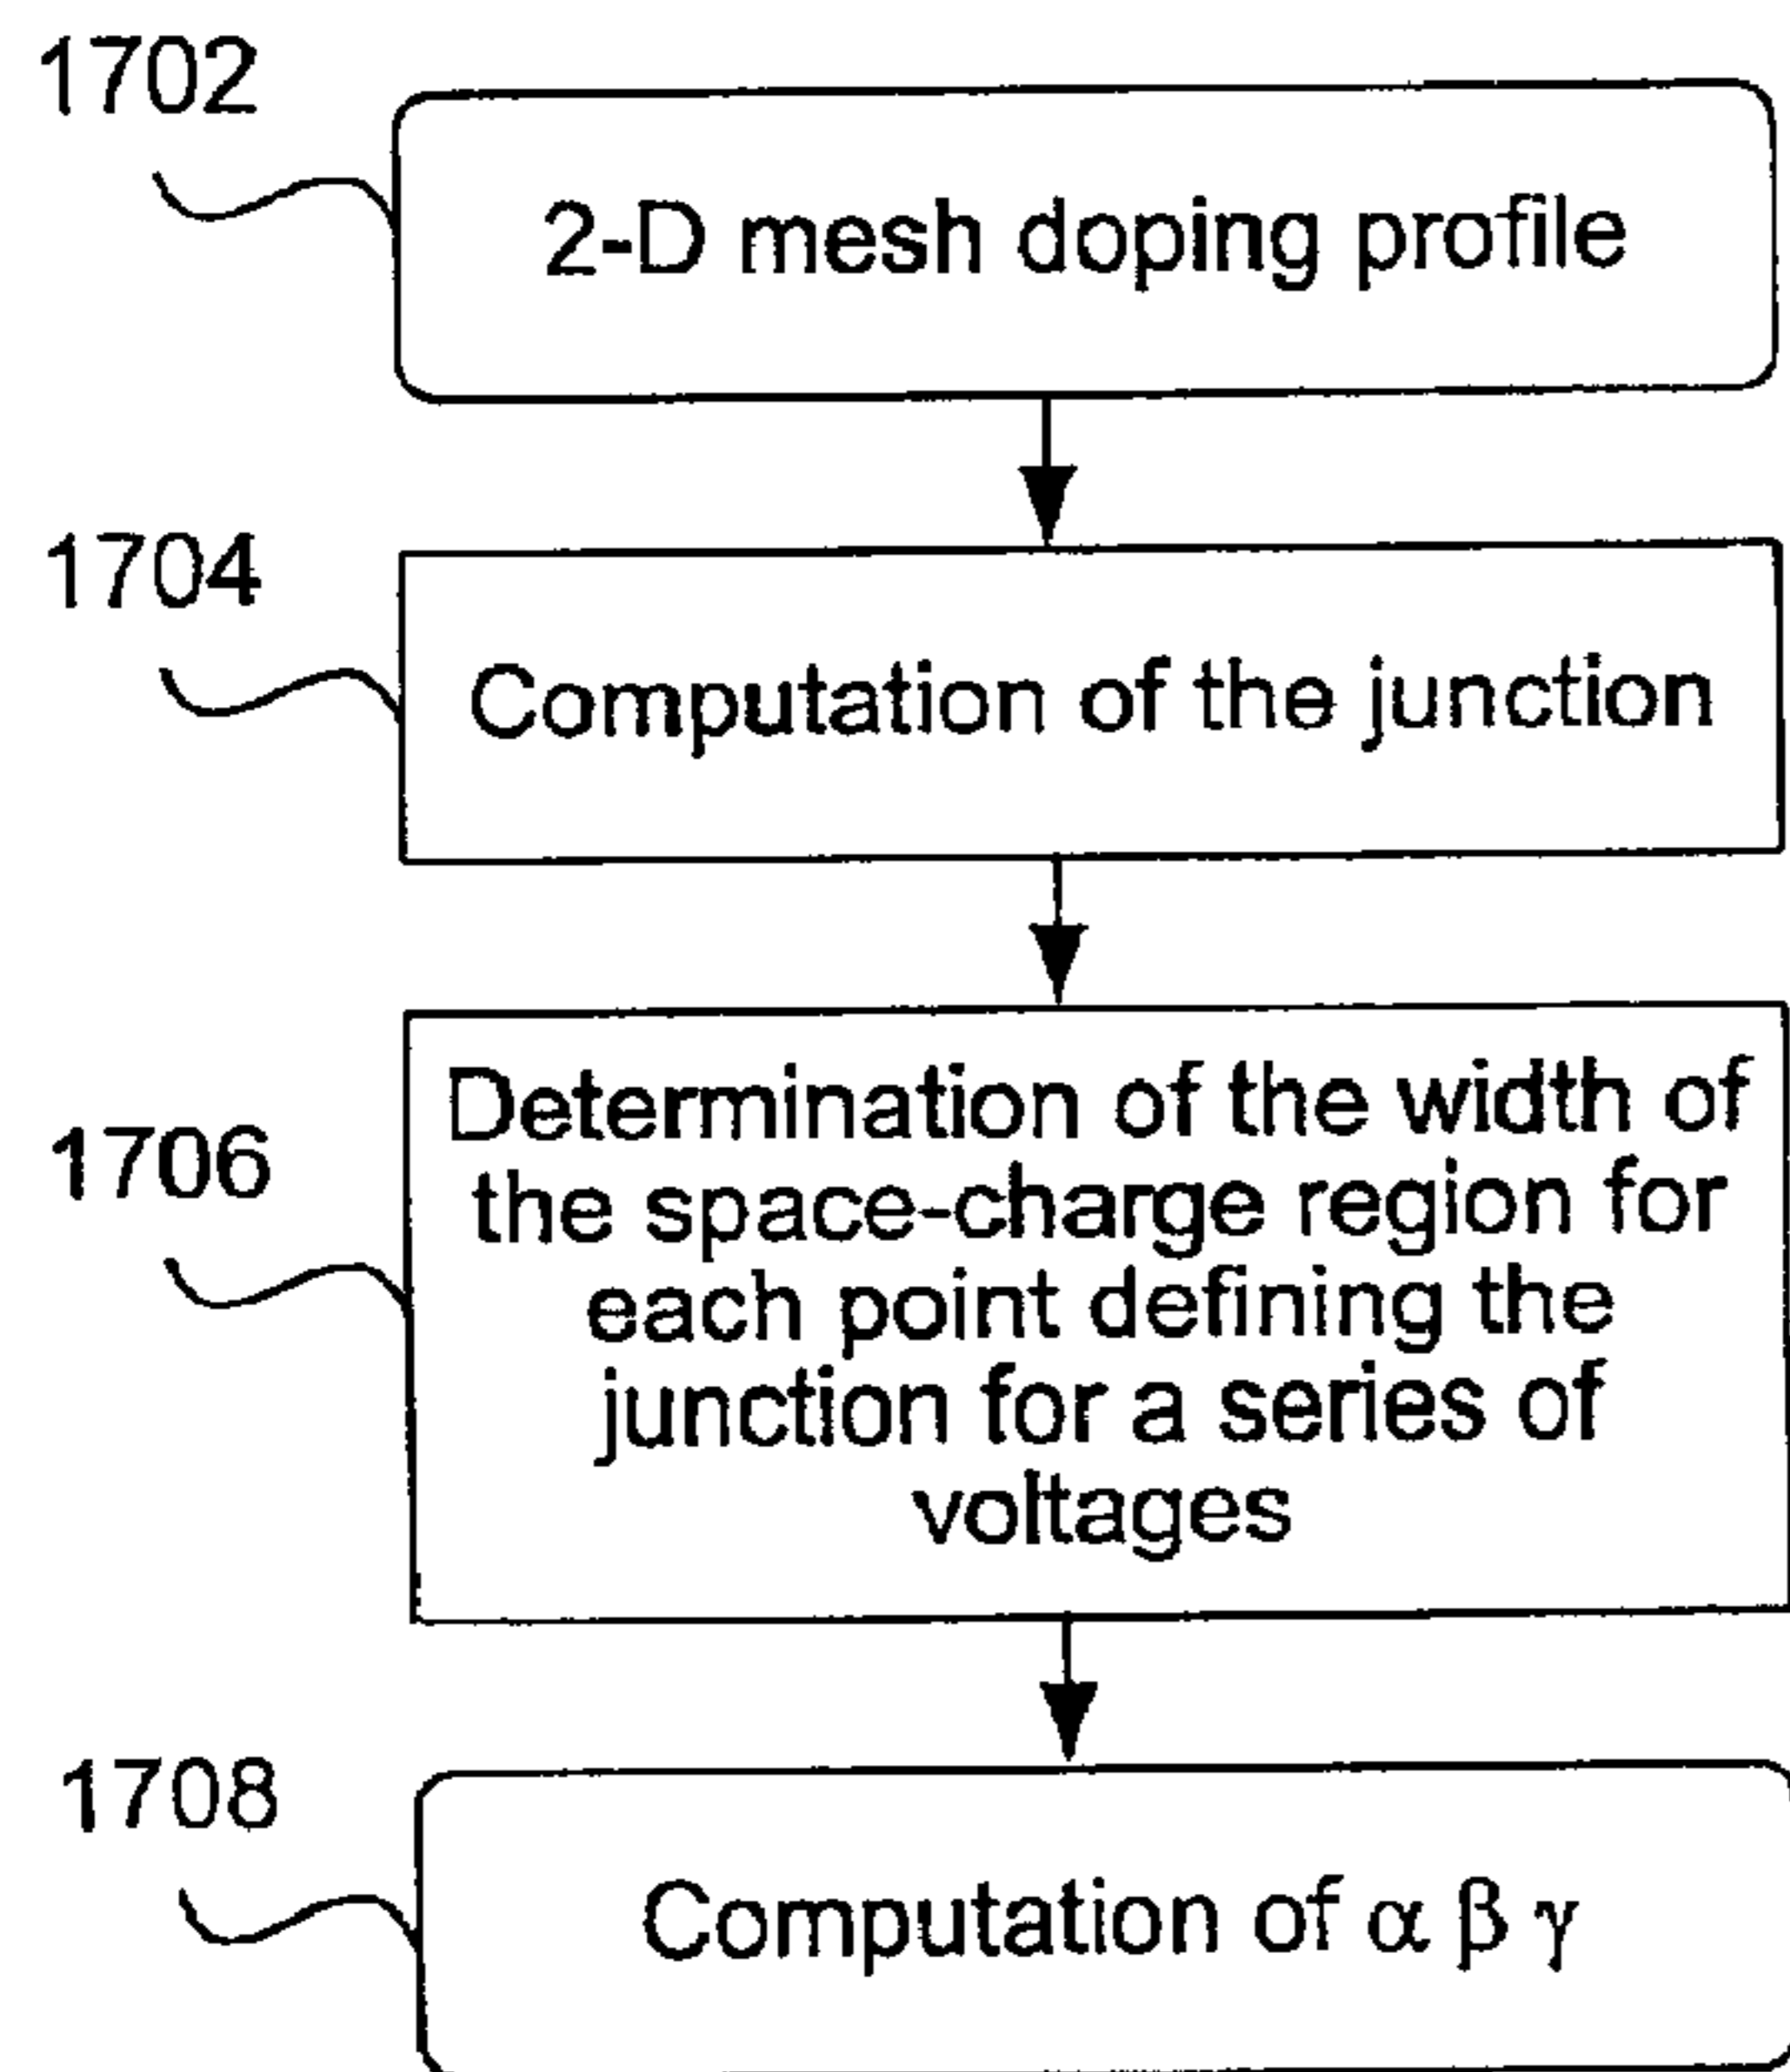 1702
2-D mesh doping profile
1704
Computation of the junction
1706
Determination of the width of
the space-charge region for
each point defining the
junction for a series of
voltages
1708
Computation of α β γ